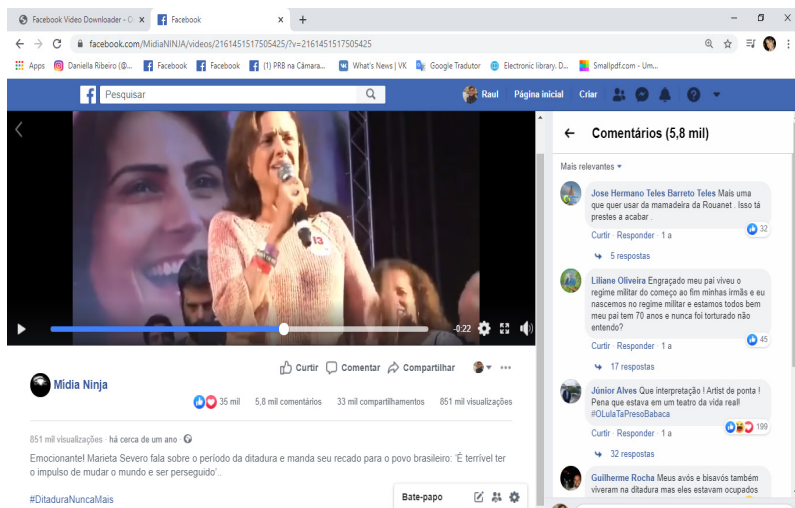 Facebook Video Downloader - O
Facebook
facebook.com/MidiaNINJA/videos/2161451517505425/?v=2161451517505425
Apps
Daniella Ribeiro (@...
Facebook
Facebook
(1) PRB na Câmara...
What's News | VK
Google Tradutor
Electronic library. D...
Smallpdf.com - Um...
Pesquisar
Raul
Página inicial
Criar
13
-0:22
Curtir
Comentar
Compartilhar
Mídia Ninja
35 mil
5,8 mil comentários
33 mil compartilhamentos
851 mil visualizações
851 mil visualizações · há cerca de um ano ·
Emocionante! Marieta Severo fala sobre o período da ditadura e manda seu recado para o povo brasileiro: 'É terrível ter
o impulso de mudar o mundo e ser perseguido'..
#DitaduraNuncaMais
Bate-papo
Comentários (5,8 mil)
Mais relevantes
Jose Hermano Teles Barreto Teles Mais uma
que quer usar da mamadeira da Rouanet . Isso tá
prestes a acabar .
32
Curtir · Responder · 1 a
5 respostas
Liliane Oliveira Engraçado meu pai viveu o
regime militar do começo ao fim minhas irmãs e eu
nascemos no regime militar e estamos todos bem
meu pai tem 70 anos e nunca foi torturado não
entendo?
45
Curtir · Responder · 1 a
17 respostas
Júnior Alves Que interpretação ! Artist de ponta !
Pena que estava em um teatro da vida real!
#OLulaTaPresoBabaca
199
Curtir · Responder · 1 a
32 respostas
Guilherme Rocha Meus avós e bisavós também
viveram na ditadura mas eles estavam ocupados